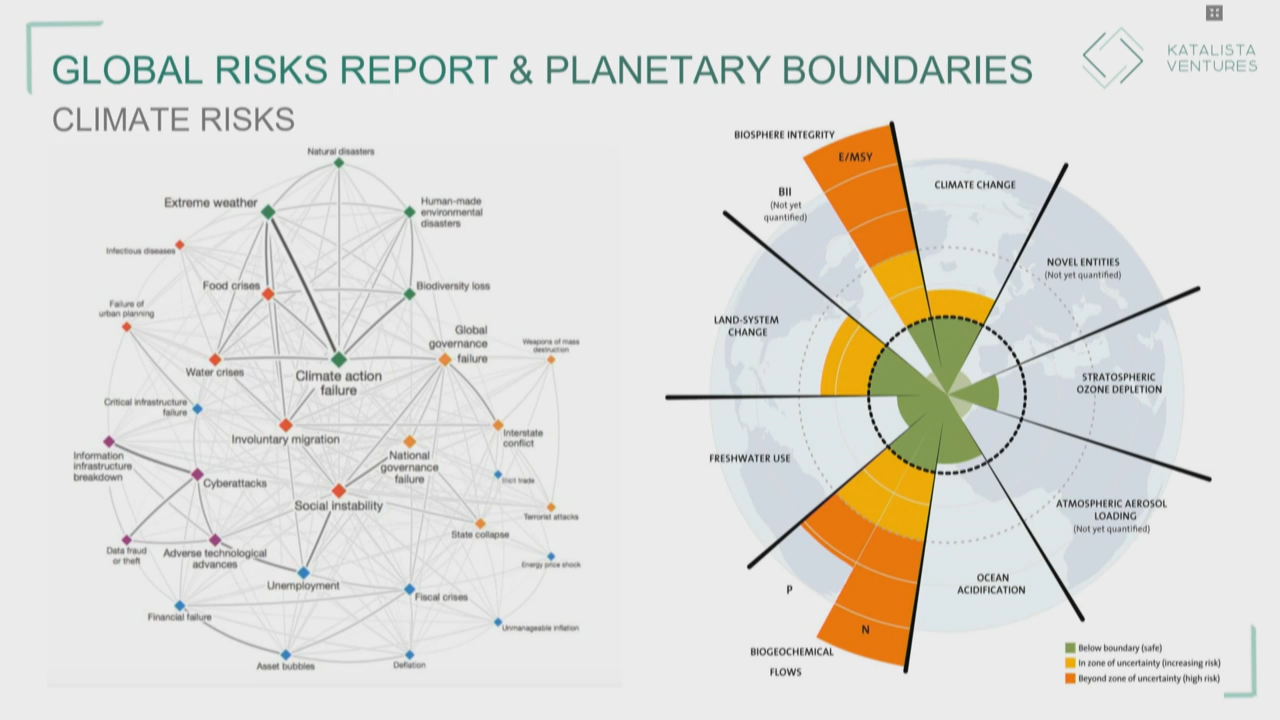 GLOBAL RISKS REPORT & PLANETARY BOUNDARIES
CLIMATE RISKS
KATALISTA
VENTURES
Natural disasters
Extreme weather
Human-made
environmental
disasters
Infectious diseases
Food crises
Biodiversity loss
Failure of
urban planning
Global
governance
failure
Weapons of mass
destruction
Water crises
Climate action
failure
Critical infrastructure
failure
Involuntary migration
Interstate
conflict
Information
infrastructure
breakdown
National
governance
failure
Cyberattacks
Illicit trade
Social instability
Terrorist attacks
State collapse
Data fraud
or theft
Adverse technological
advances
Energy price shock
Unemployment
Fiscal crises
Financial failure
Unmanageable inflation
Asset bubbles
Deflation
BIOSPHERE INTEGRITY
E/MSY
CLIMATE CHANGE
BII
(Not yet
quantified)
NOVEL ENTITIES
(Not yet quantified)
LAND-SYSTEM
CHANGE
STRATOSPHERIC
OZONE DEPLETION
FRESHWATER USE
ATMOSPHERIC AEROSOL
LOADING
(Not yet quantified)
OCEAN
ACIDIFICATION
P
N
BIOGEOCHEMICAL
FLOWS
Below boundary (safe)
In zone of uncertainty (increasing risk)
Beyond zone of uncertainty (high risk)